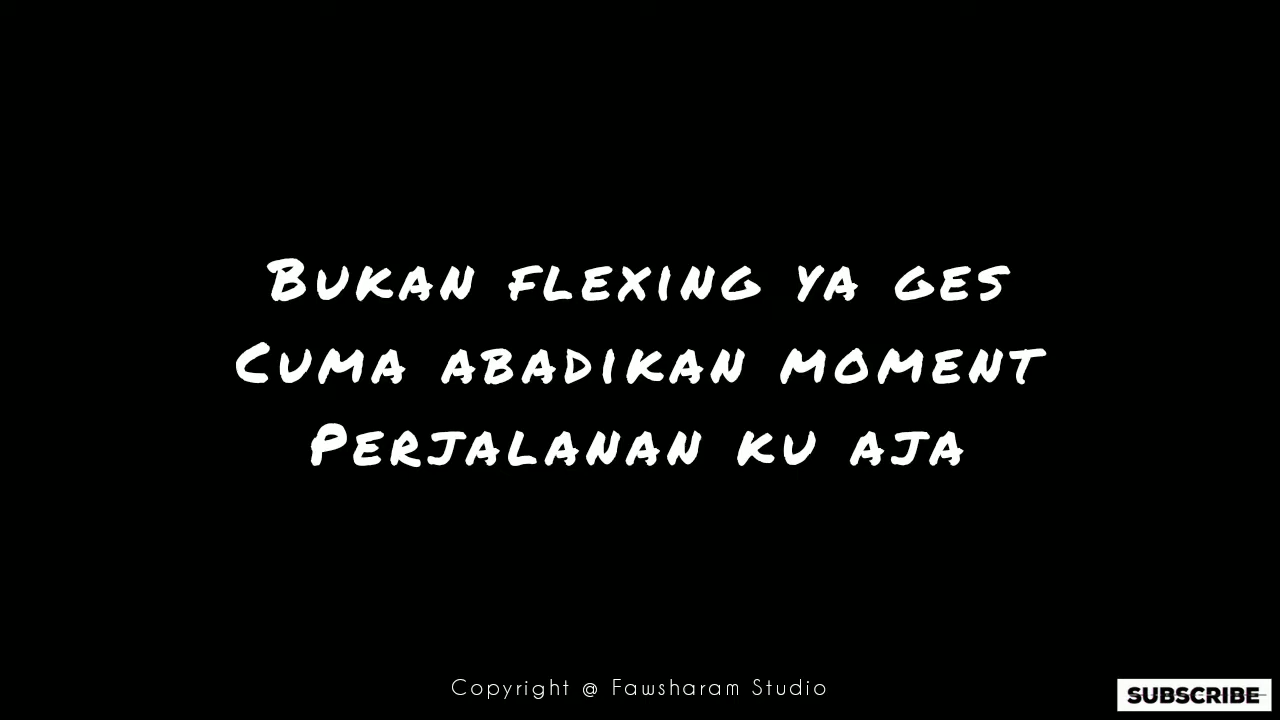 Bukan flexing ya ges
Cuma abadikan moment
Perjalanan ku aja
Copyright @ Fawsharam Studio
SUBSCRIBE